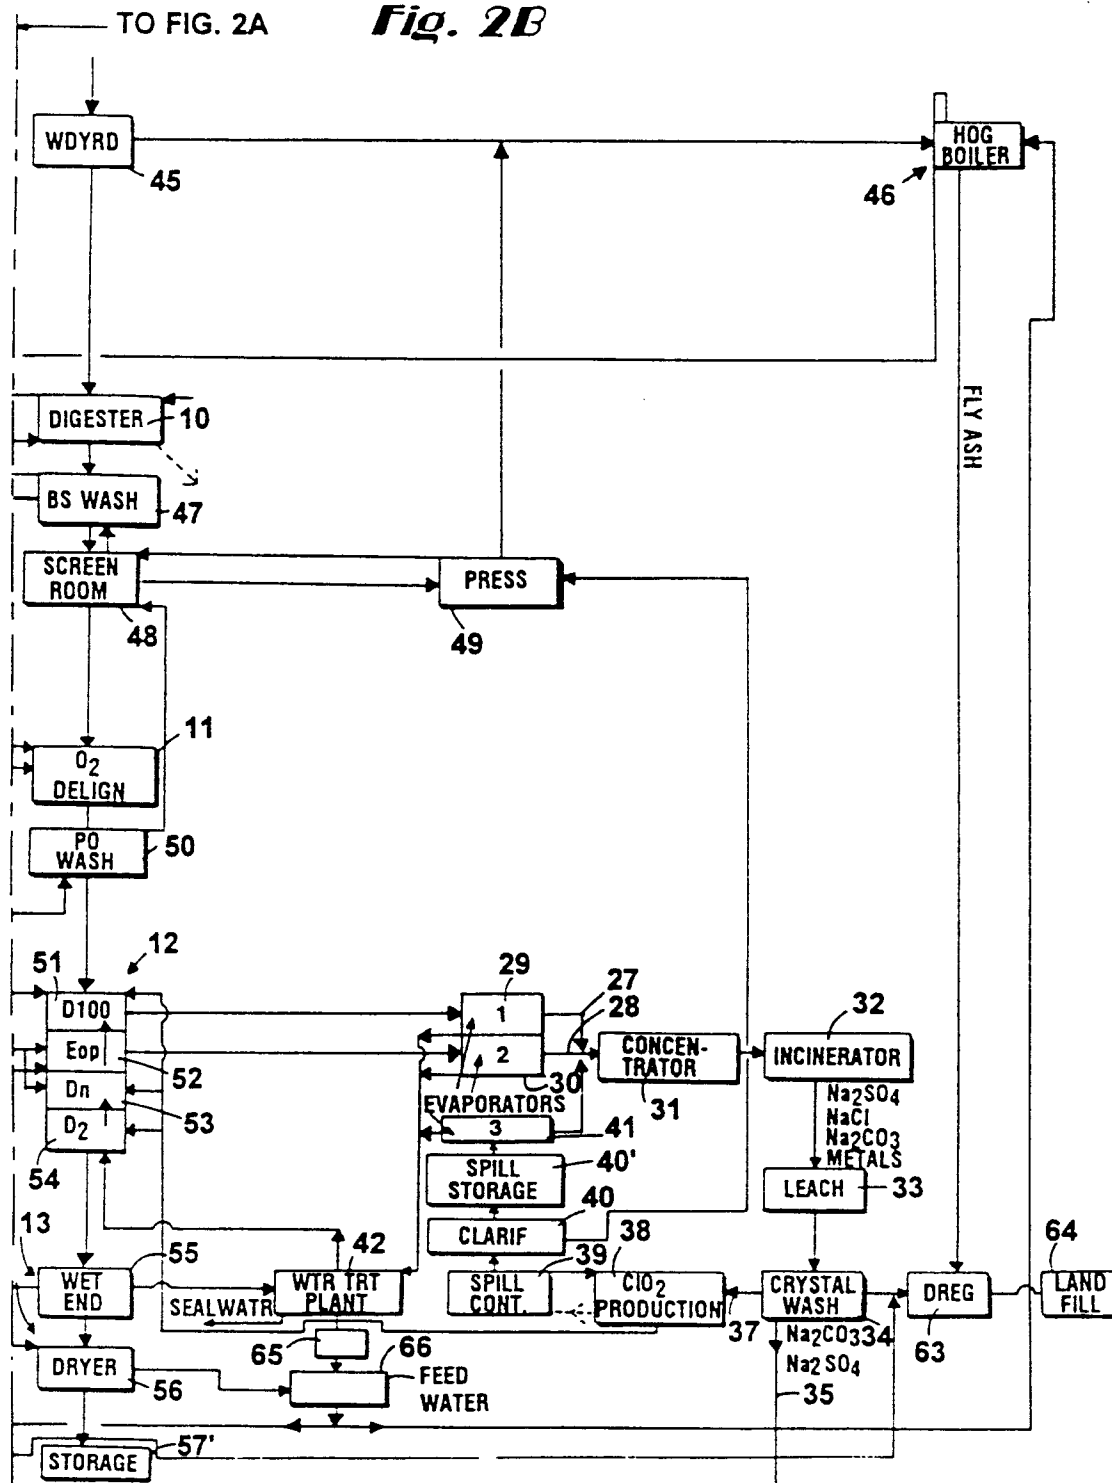 TO FIG. 2A
Fig. 2B
WDYRD
45
HOG
BOILER
46
FLY ASH
DIGESTER
10
BS WASH
47
SCREEN
ROOM
48
PRESS
49
11
O2
DELIGN
PO
WASH
50
12
51
D100
Eop
52
Dn
53
D2
54
29
1
2
30
27
28
EVAPORATORS
3
41
CONCEN-
TRATOR
31
32
INCINERATOR
Na2SO4
NaCl
Na2CO3
METALS
LEACH
33
SPILL
STORAGE
40'
CLARIF
40
39
SPILL
CONT.
38
ClO2
PRODUCTION
37
CRYSTAL
WASH
34
Na2CO3
Na2SO4
35
DREG
63
64
LAND
FILL
13
55
WET
END
42
WTR TRT
PLANT
SEALWATR
65
66
FEED
WATER
DRYER
56
57'
STORAGE